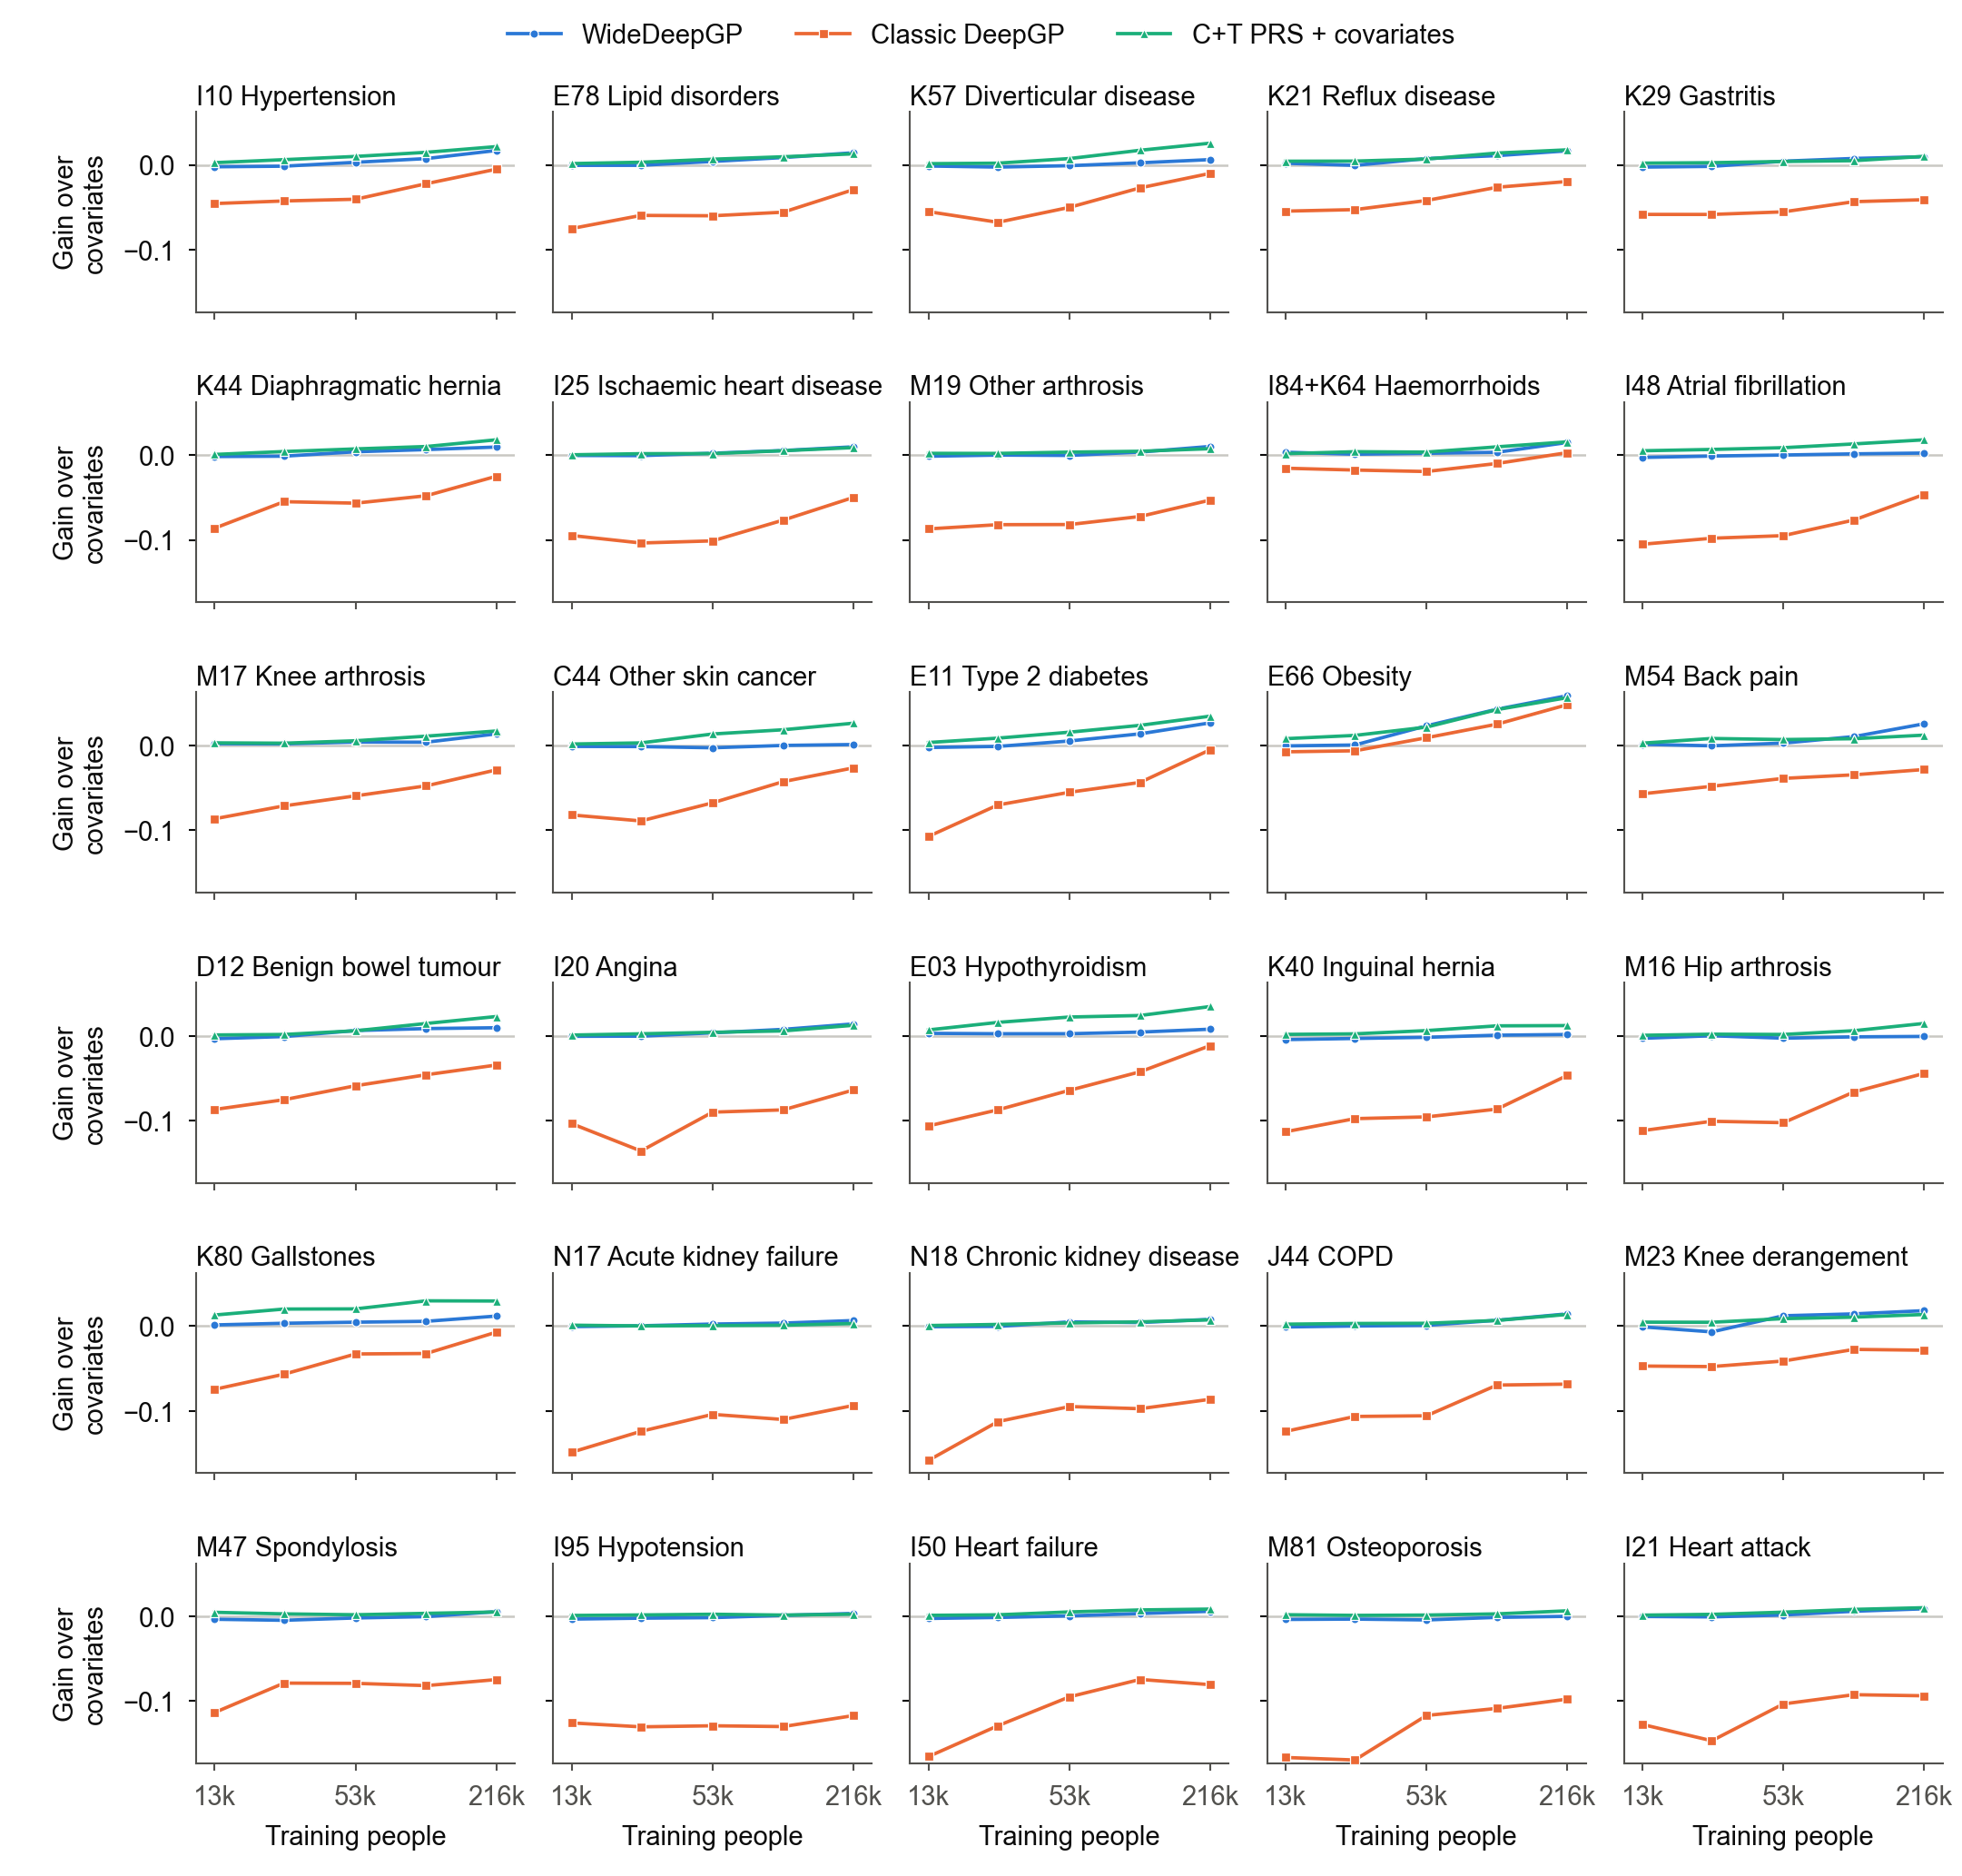 WideDeepGP Classic DeepGP C+T PRS + covariates
I10 Hypertension E78 Lipid disorders K57 Diverticular disease K21 Reflux disease K29 Gastritis
Gain over
covariates
0.0
−0.1
K44 Diaphragmatic hernia I25 Ischaemic heart disease M19 Other arthrosis I84+K64 Haemorrhoids I48 Atrial fibrillation
Gain over
covariates
0.0
−0.1
M17 Knee arthrosis C44 Other skin cancer E11 Type 2 diabetes E66 Obesity M54 Back pain
Gain over
covariates
0.0
−0.1
D12 Benign bowel tumour I20 Angina E03 Hypothyroidism K40 Inguinal hernia M16 Hip arthrosis
Gain over
covariates
0.0
−0.1
K80 Gallstones N17 Acute kidney failure N18 Chronic kidney disease J44 COPD M23 Knee derangement
Gain over
covariates
0.0
−0.1
M47 Spondylosis I95 Hypotension I50 Heart failure M81 Osteoporosis I21 Heart attack
Gain over
covariates
0.0
−0.1
13k 53k 216k 13k 53k 216k 13k 53k 216k 13k 53k 216k 13k 53k 216k
Training people Training people Training people Training people Training people